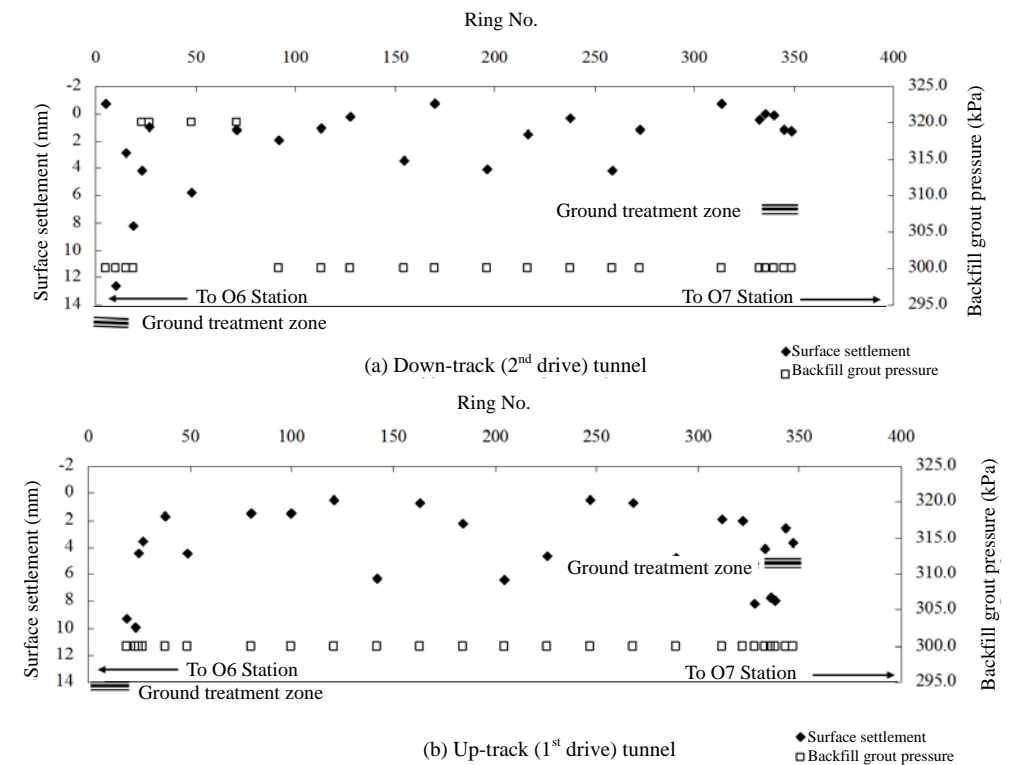 Ring No.
0 50 100 150 200 250 300 350 400
-2 325.0
0 320.0
2 315.0
4 310.0
6 305.0
8 300.0
10 295.0
12
14
Surface settlement (mm)
Backfill grout pressure (kPa)
Ground treatment zone
To O6 Station
To O7 Station
Ground treatment zone
(a) Down-track (2nd drive) tunnel
Surface settlement
Backfill grout pressure
Ring No.
0 50 100 150 200 250 300 350 400
-2 325.0
0 320.0
2 315.0
4 310.0
6 305.0
8 300.0
10 295.0
12
14
Surface settlement (mm)
Backfill grout pressure (kPa)
Ground treatment zone
To O6 Station
To O7 Station
Ground treatment zone
(b) Up-track (1st drive) tunnel
Surface settlement
Backfill grout pressure